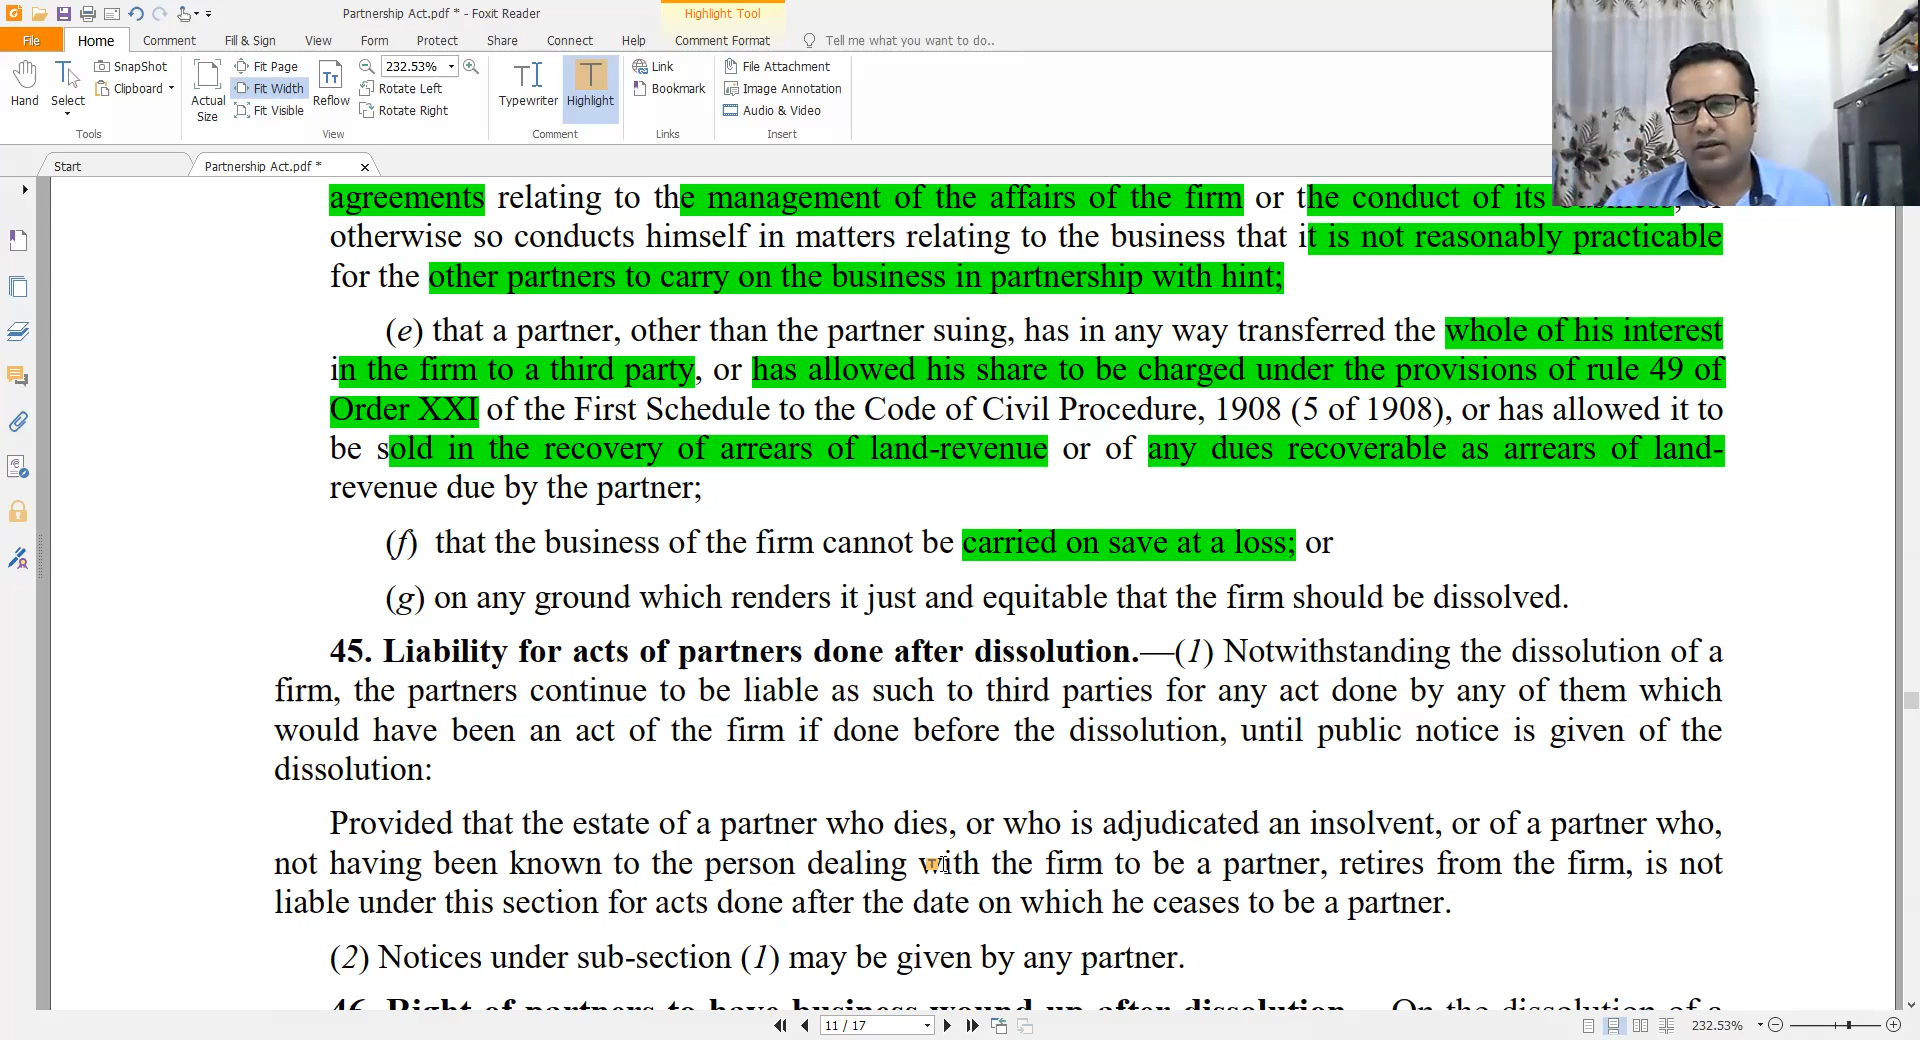 Partnership Act.pdf * - Foxit Reader
Highlight Tool
File Home Comment Fill & Sign View Form Protect Share Connect Help Comment Format Tell me what you want to do..
Hand
Select
SnapShot
Clipboard
Tools
Actual Size
Fit Page
Fit Width
Fit Visible
Reflow
232.53%
Rotate Left
Rotate Right
View
Typewriter
Highlight
Comment
Link
Bookmark
Links
File Attachment
Image Annotation
Audio & Video
Insert
Start
Partnership Act.pdf *
agreements relating to the management of the affairs of the firm or the conduct of its
otherwise so conducts himself in matters relating to the business that it is not reasonably practicable
for the other partners to carry on the business in partnership with hint;
(e) that a partner, other than the partner suing, has in any way transferred the whole of his interest
in the firm to a third party, or has allowed his share to be charged under the provisions of rule 49 of
Order XXI of the First Schedule to the Code of Civil Procedure, 1908 (5 of 1908), or has allowed it to
be sold in the recovery of arrears of land-revenue or of any dues recoverable as arrears of land-
revenue due by the partner;
(f) that the business of the firm cannot be carried on save at a loss; or
(g) on any ground which renders it just and equitable that the firm should be dissolved.
45. Liability for acts of partners done after dissolution.—(1) Notwithstanding the dissolution of a
firm, the partners continue to be liable as such to third parties for any act done by any of them which
would have been an act of the firm if done before the dissolution, until public notice is given of the
dissolution:
Provided that the estate of a partner who dies, or who is adjudicated an insolvent, or of a partner who,
not having been known to the person dealing with the firm to be a partner, retires from the firm, is not
liable under this section for acts done after the date on which he ceases to be a partner.
(2) Notices under sub-section (1) may be given by any partner.
46. Right of partners to have business wound up after dissolution.— On the dissolution of a
11 / 17
232.53%